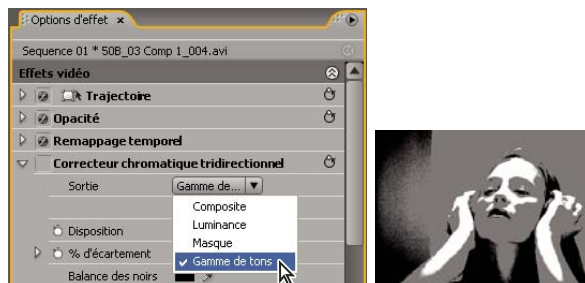 Options d'effet
Sequence 01 * 50B_03 Comp 1_004.avi
Effets vidéo
Trajectoire
Opacité
Remappage temporel
Correcteur chromatique tridirectionnel
Sortie Gamme de...
Composite
Luminance
Masque
Gamme de tons
Disposition
% d'écartement
Balance des noirs